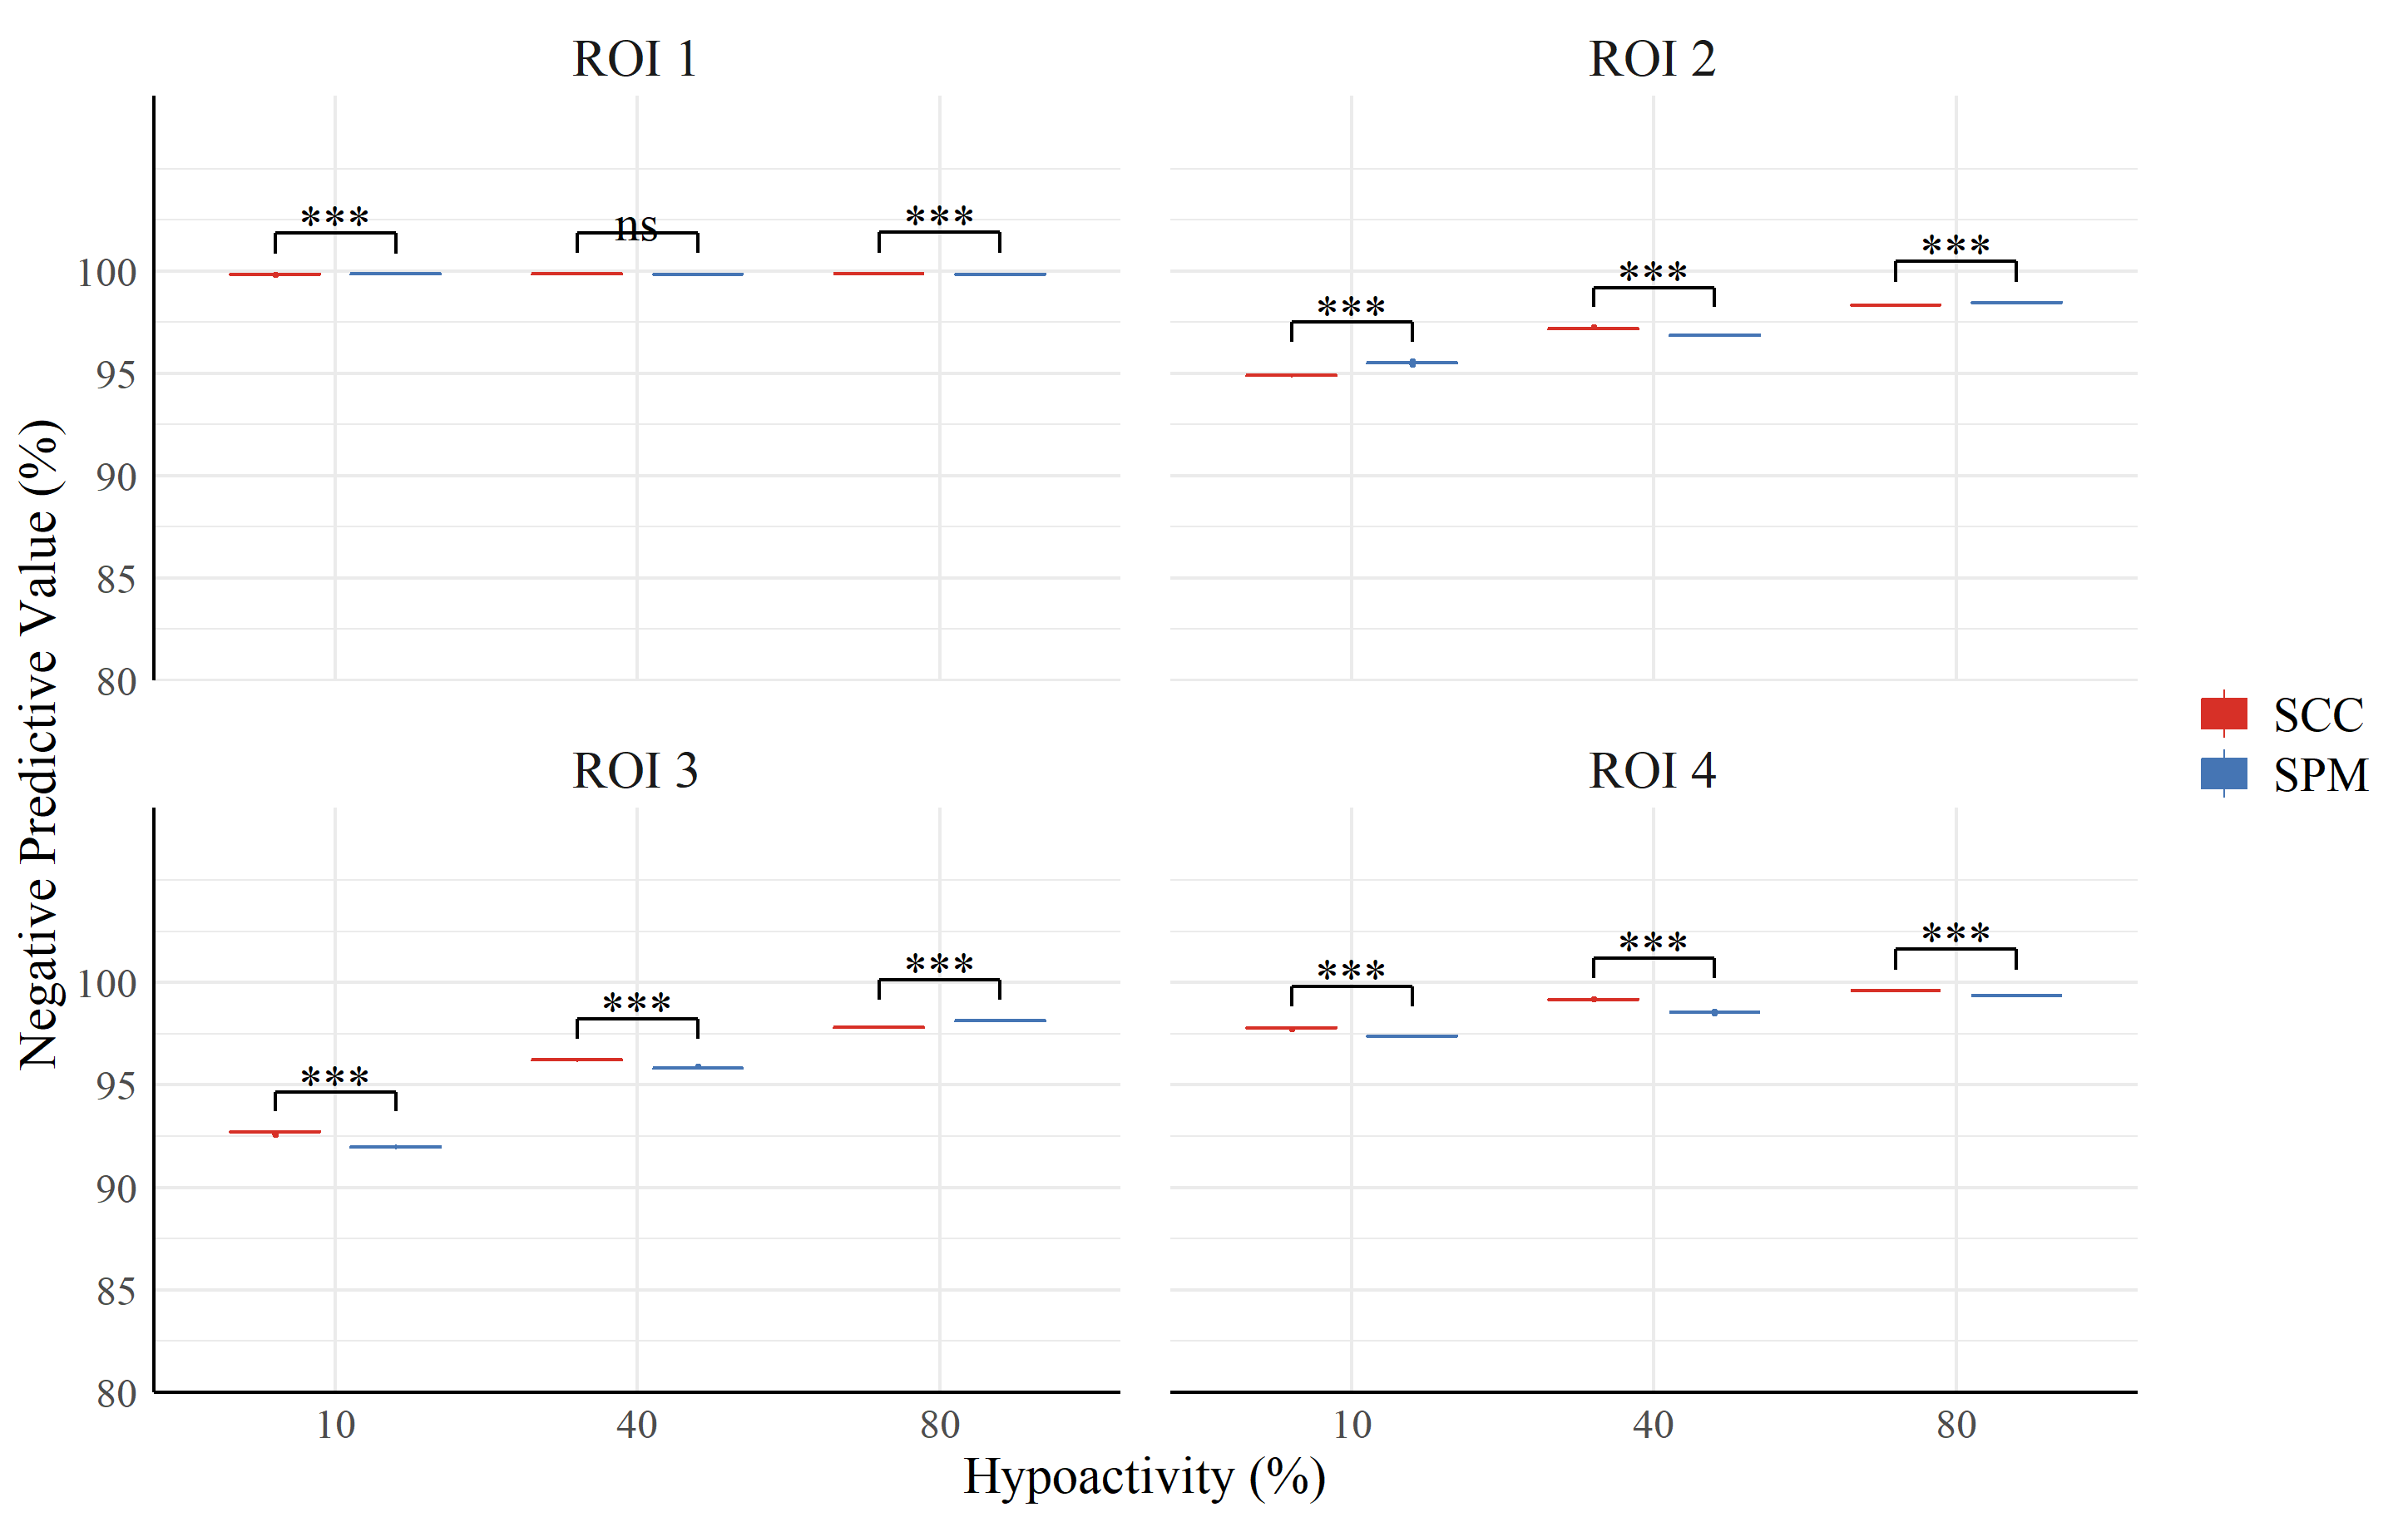 ROI 1
ROI 2
*** ns ***
*** *** ***
100
95
90
85
80
Negative Predictive Value (%)
SCC
SPM
ROI 3
ROI 4
*** *** ***
*** *** ***
100
95
90
85
80
10 40 80
10 40 80
Hypoactivity (%)